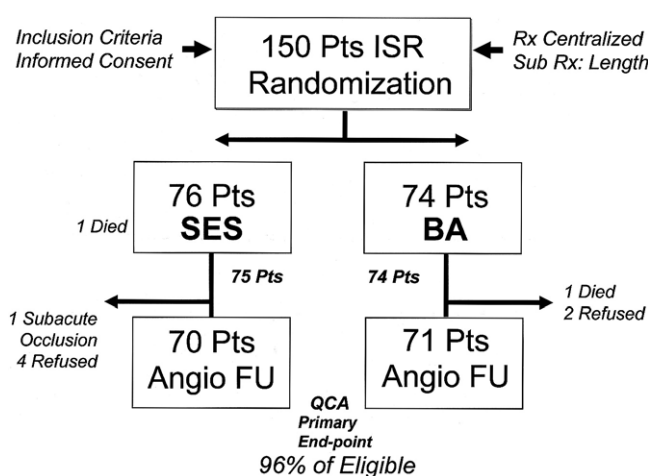 Inclusion Criteria
Informed Consent
150 Pts ISR
Randomization
Rx Centralized
Sub Rx: Length
76 Pts
SES
1 Died
74 Pts
BA
75 Pts
74 Pts
1 Subacute
Occlusion
4 Refused
1 Died
2 Refused
70 Pts
Angio FU
71 Pts
Angio FU
QCA
Primary
End-point
96% of Eligible